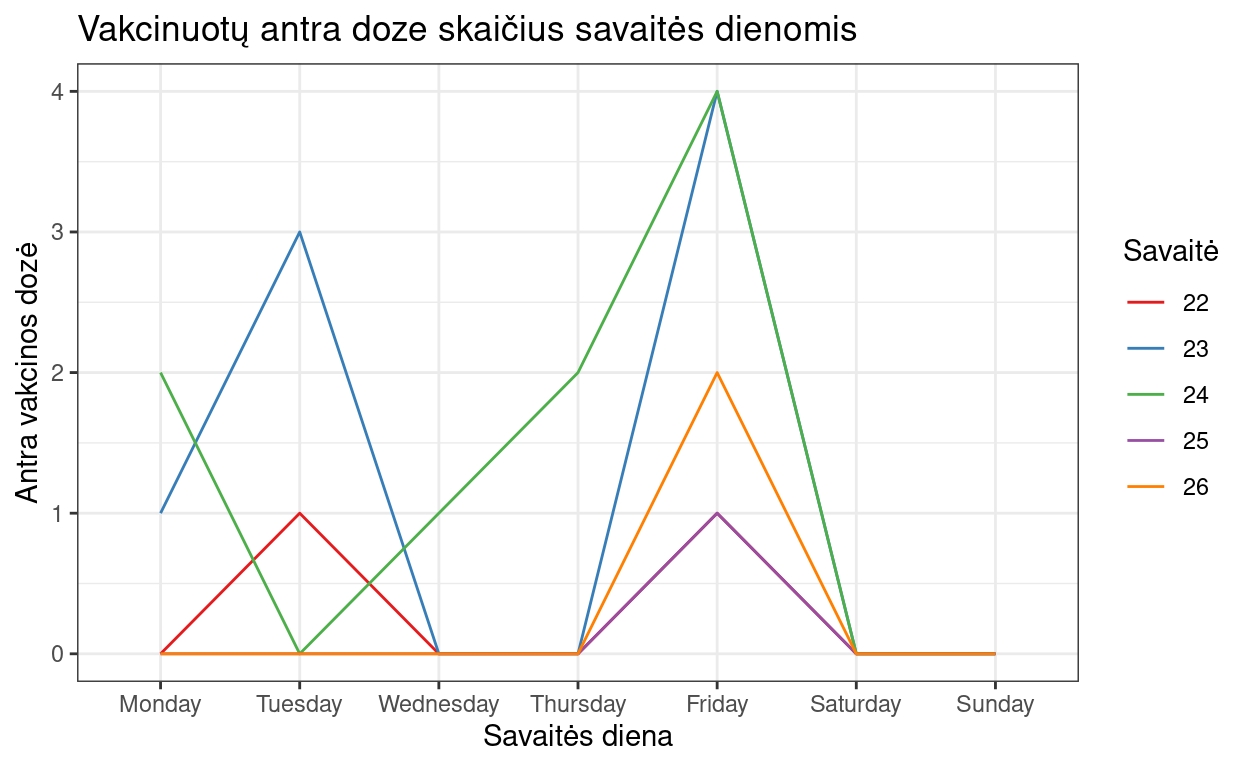 Vakcinuotų antra doze skaičius savaitės dienomis
Antra vakcinos dozė
4
3
2
1
0
Monday
Tuesday
Wednesday
Thursday
Friday
Saturday
Sunday
Savaitės diena
Savaitė
22
23
24
25
26